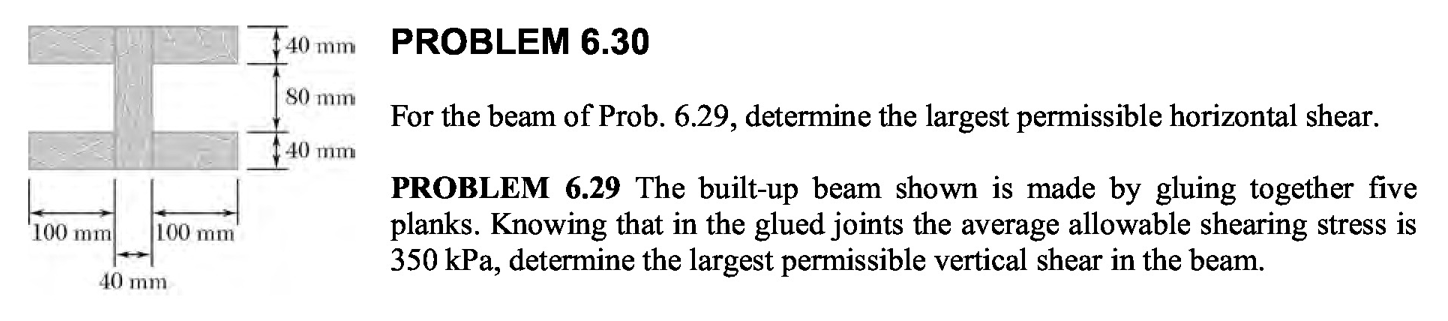 40 mm
80 mm
40 mm
100 mm
100 mm
40 mm
PROBLEM 6.30
For the beam of Prob. 6.29, determine the largest permissible horizontal shear.
PROBLEM 6.29 The built-up beam shown is made by gluing together five
planks. Knowing that in the glued joints the average allowable shearing stress is
350 kPa, determine the largest permissible vertical shear in the beam.